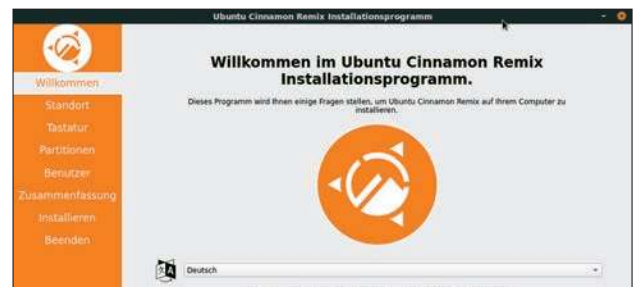 Ubuntu Cinnamon Remix Installationsprogramm
Willkommen
Standort
Tastatur
Partitionen
Benutzer
Zusammenfassung
Installieren
Beenden
Willkommen im Ubuntu Cinnamon Remix
Installationsprogramm.
Dieses Programm wird Ihnen einige Fragen stellen, um Ubuntu Cinnamon Remix auf Ihrem Computer zu
installieren.
Deutsch